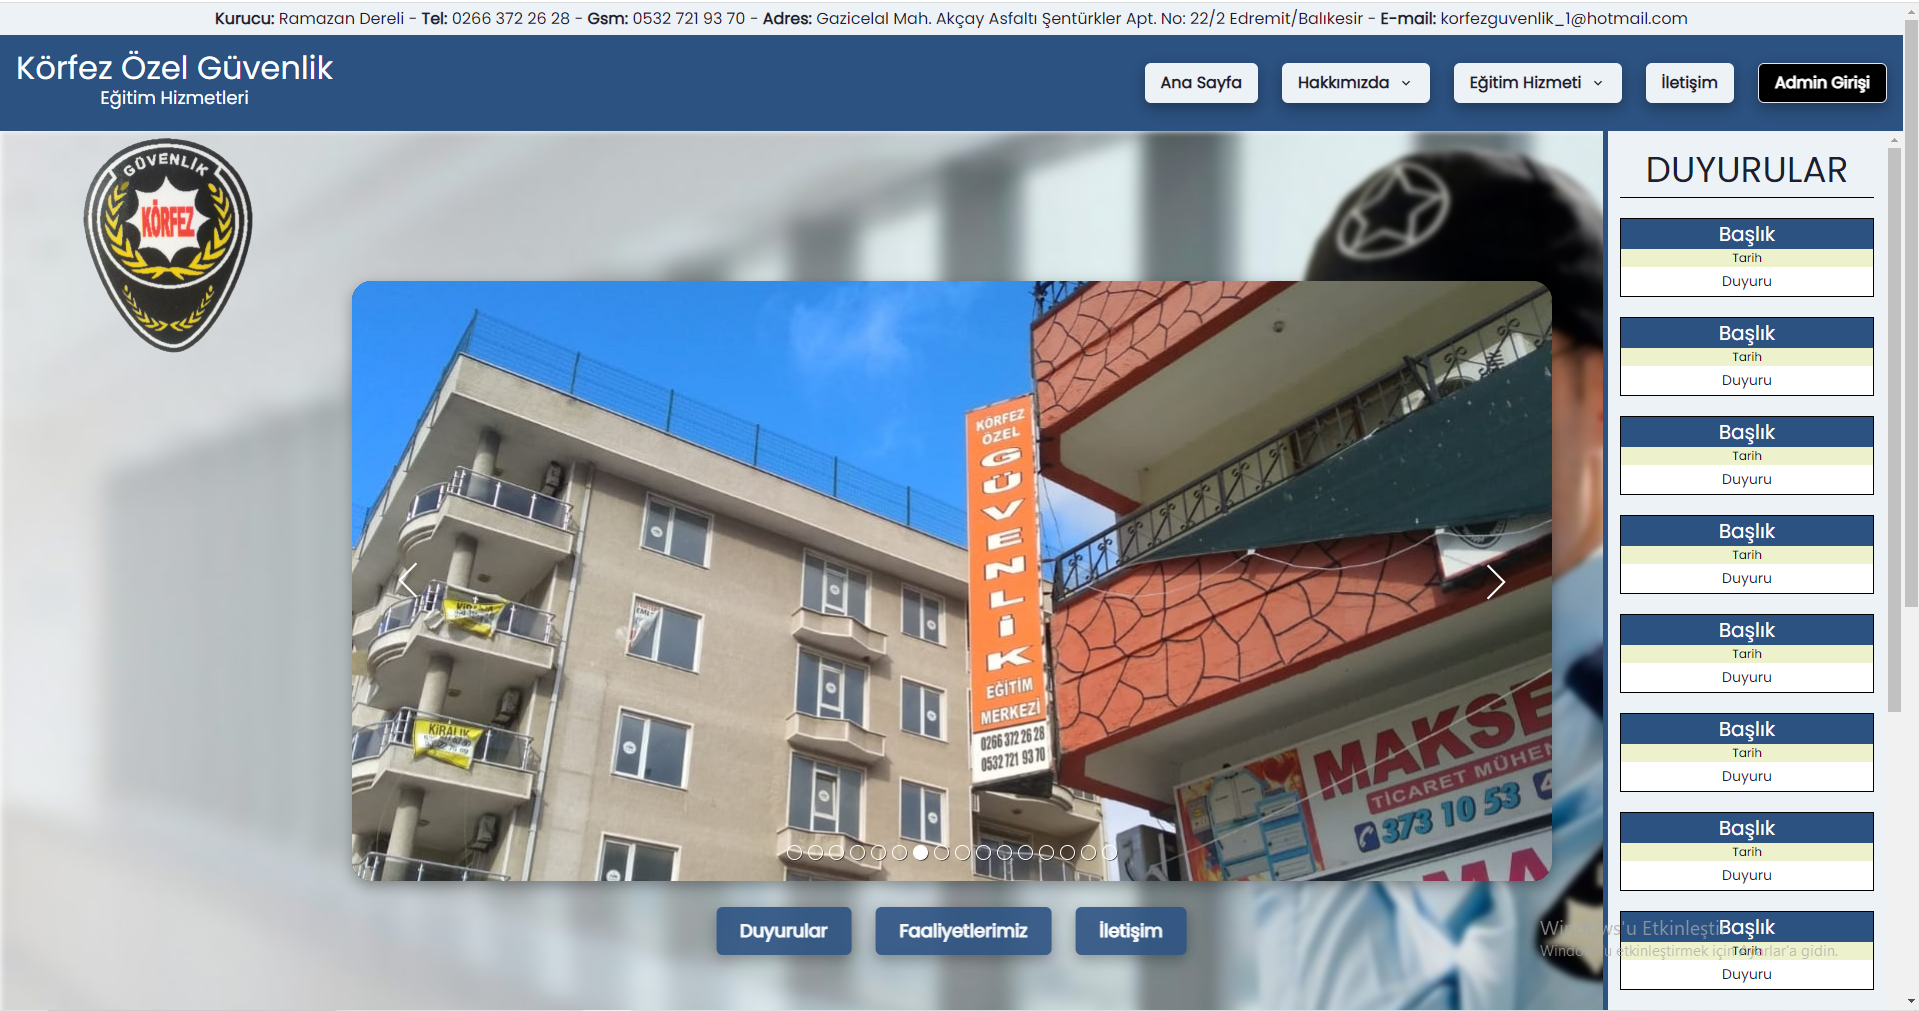 Kurucu: Ramazan Dereli - Tel: 0266 372 26 28 - Gsm: 0532 721 93 70 - Adres: Gazicelal Mah. Akçay Asfaltı Şentürkler Apt. No: 22/2 Edremit/Balıkesir - E-mail: korfezguvenlik_1@hotmail.com
Körfez Özel Güvenlik
Eğitim Hizmetleri
Ana Sayfa
Hakkımızda
Eğitim Hizmeti
İletişim
Admin Girişi
GÜVENLİK
KÖRFEZ
KÖRFEZ
ÖZEL
GÜVENLİK
EĞİTİM
MERKEZİ
0266 372 26 28
0532 721 93 70
KİRALIK
KİRALIK
MAKSE
TİCARET MÜHEN
373 10 53
MA
Duyurular
Faaliyetlerimiz
İletişim
DUYURULAR
Başlık
Tarih
Duyuru
Başlık
Tarih
Duyuru
Başlık
Tarih
Duyuru
Başlık
Tarih
Duyuru
Başlık
Tarih
Duyuru
Başlık
Tarih
Duyuru
Başlık
Tarih
Duyuru
Başlık
Tarih
Duyuru
Windows'u Etkinleştir
Windows'u etkinleştirmek için Ayarlar'a gidin.